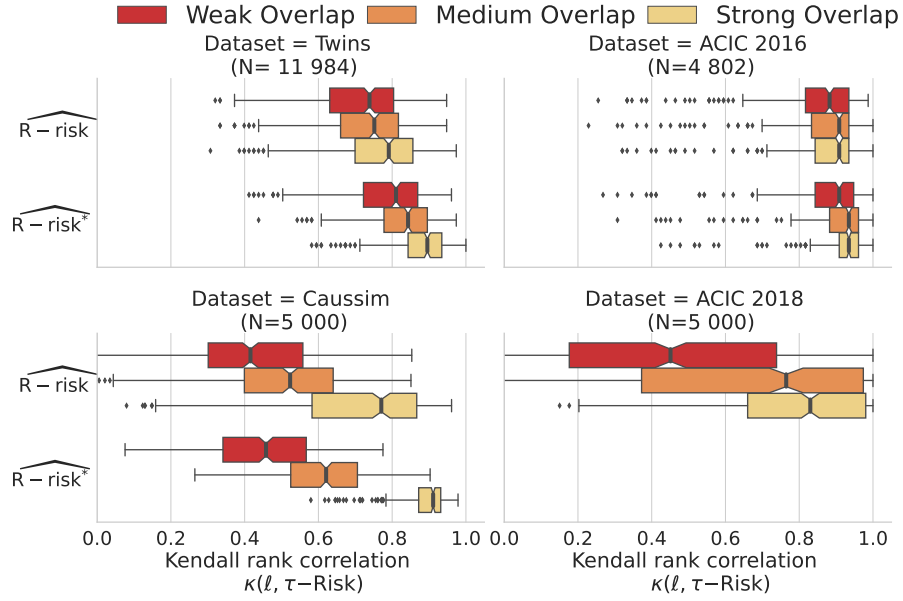 Weak Overlap Medium Overlap Strong Overlap
Dataset = Twins
(N= 11 984)
Dataset = ACIC 2016
(N=4 802)
R−risk
R−risk*
Dataset = Caussim
(N=5 000)
Dataset = ACIC 2018
(N=5 000)
R−risk
R−risk*
0.0 0.2 0.4 0.6 0.8 1.0
0.0 0.2 0.4 0.6 0.8 1.0
Kendall rank correlation
κ(ℓ, τ−Risk)
Kendall rank correlation
κ(ℓ, τ−Risk)